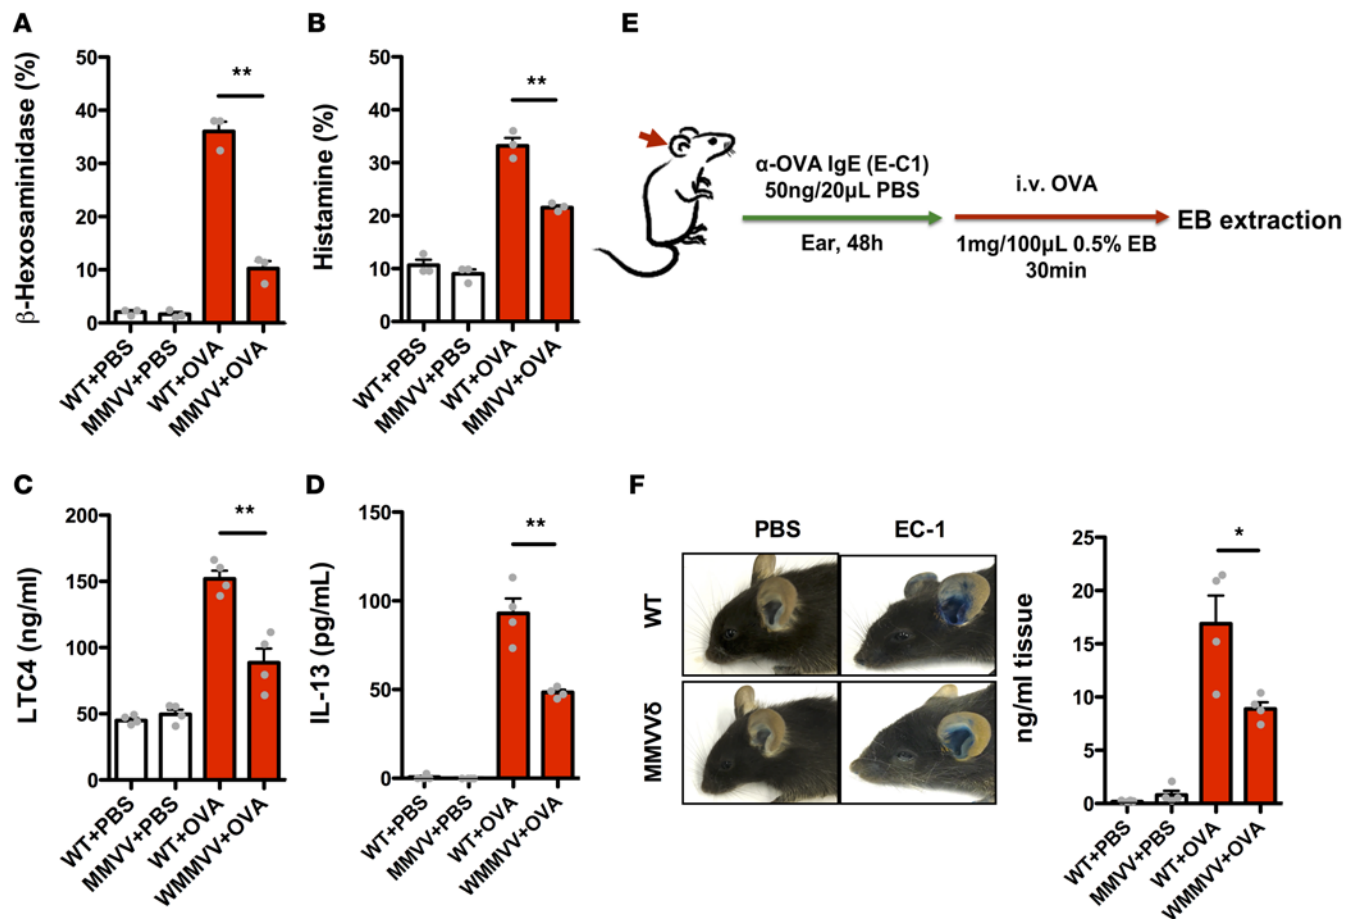 A
β-Hexosaminidase (%)
50
40
30
20
10
0
**
WT+PBS
MMVV+PBS
WT+OVA
MMVV+OVA
B
Histamine (%)
50
40
30
20
10
0
**
WT+PBS
MMVV+PBS
WT+OVA
MMVV+OVA
E
α-OVA IgE (E-C1)
50ng/20μL PBS
Ear, 48h
i.v. OVA
1mg/100μL 0.5% EB
30min
EB extraction
C
LTC4 (ng/ml)
200
150
100
50
0
**
WT+PBS
MMVV+PBS
WT+OVA
WMMVV+OVA
D
IL-13 (pg/mL)
150
100
50
0
**
WT+PBS
MMVV+PBS
WT+OVA
WMMVV+OVA
F
PBS
EC-1
WT
MMVVδ
ng/ml tissue
25
20
15
10
5
0
*
WT+PBS
MMVV+PBS
WT+OVA
WMMVV+OVA